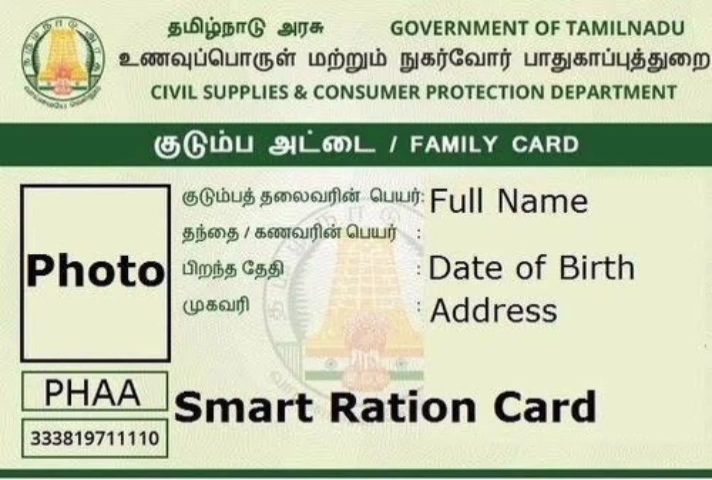 தமிழ்நாடு அரசு GOVERNMENT OF TAMILNADU
உணவுப்பொருள் மற்றும் நுகர்வோர் பாதுகாப்புத்துறை
CIVIL SUPPLIES & CONSUMER PROTECTION DEPARTMENT
குடும்ப அட்டை / FAMILY CARD
குடும்பத் தலைவரின் பெயர்: Full Name
தந்தை / கணவரின் பெயர் :
Photo
பிறந்த தேதி : Date of Birth
முகவரி : Address
PHAA
Smart Ration Card
333819711110